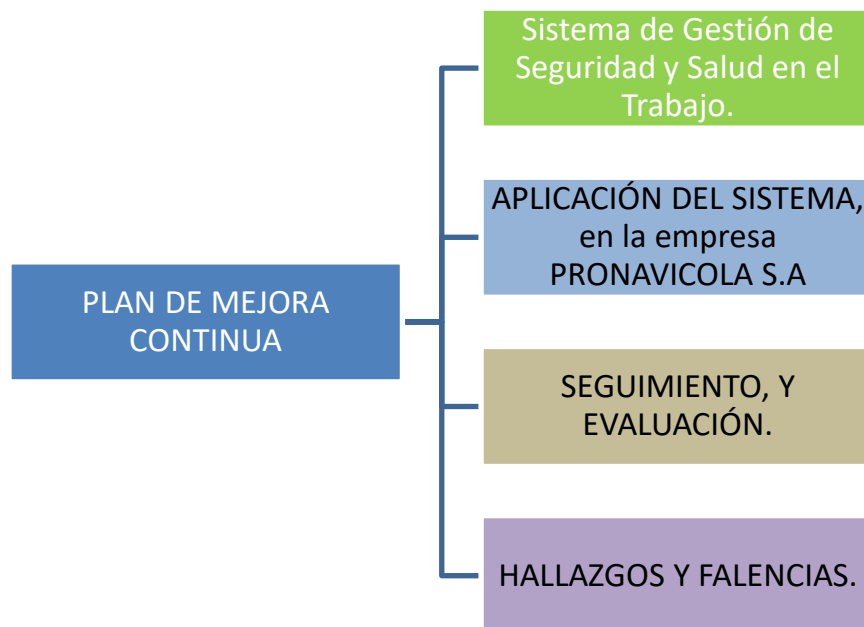 Sistema de Gestión de
Seguridad y Salud en el
Trabajo.
APLICACIÓN DEL SISTEMA,
en la empresa
PRONAVICOLA S.A
PLAN DE MEJORA
CONTINUA
SEGUIMIENTO, Y
EVALUACIÓN.
HALLAZGOS Y FALENCIAS.